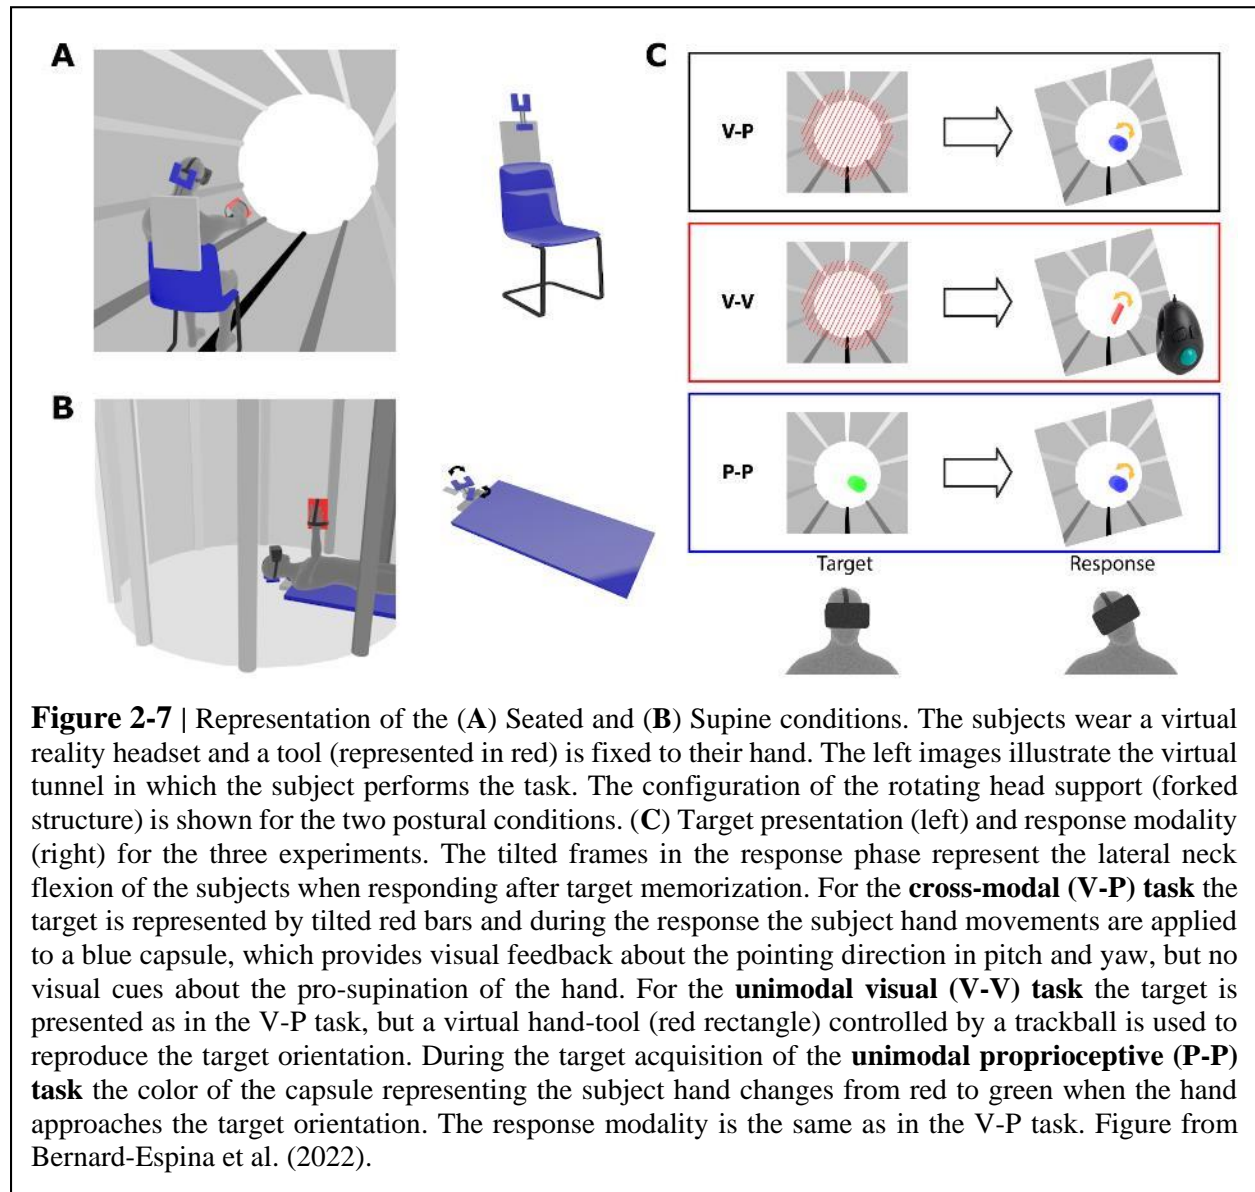 A
C
V-P
V-V
B
P-P
Target
Response
Figure 2-7 | Representation of the (A) Seated and (B) Supine conditions. The subjects wear a virtual
reality headset and a tool (represented in red) is fixed to their hand. The left images illustrate the virtual
tunnel in which the subject performs the task. The configuration of the rotating head support (forked
structure) is shown for the two postural conditions. (C) Target presentation (left) and response modality
(right) for the three experiments. The tilted frames in the response phase represent the lateral neck
flexion of the subjects when responding after target memorization. For the cross-modal (V-P) task the
target is represented by tilted red bars and during the response the subject hand movements are applied
to a blue capsule, which provides visual feedback about the pointing direction in pitch and yaw, but no
visual cues about the pro-supination of the hand. For the unimodal visual (V-V) task the target is
presented as in the V-P task, but a virtual hand-tool (red rectangle) controlled by a trackball is used to
reproduce the target orientation. During the target acquisition of the unimodal proprioceptive (P-P)
task the color of the capsule representing the subject hand changes from red to green when the hand
approaches the target orientation. The response modality is the same as in the V-P task. Figure from
Bernard-Espina et al. (2022).